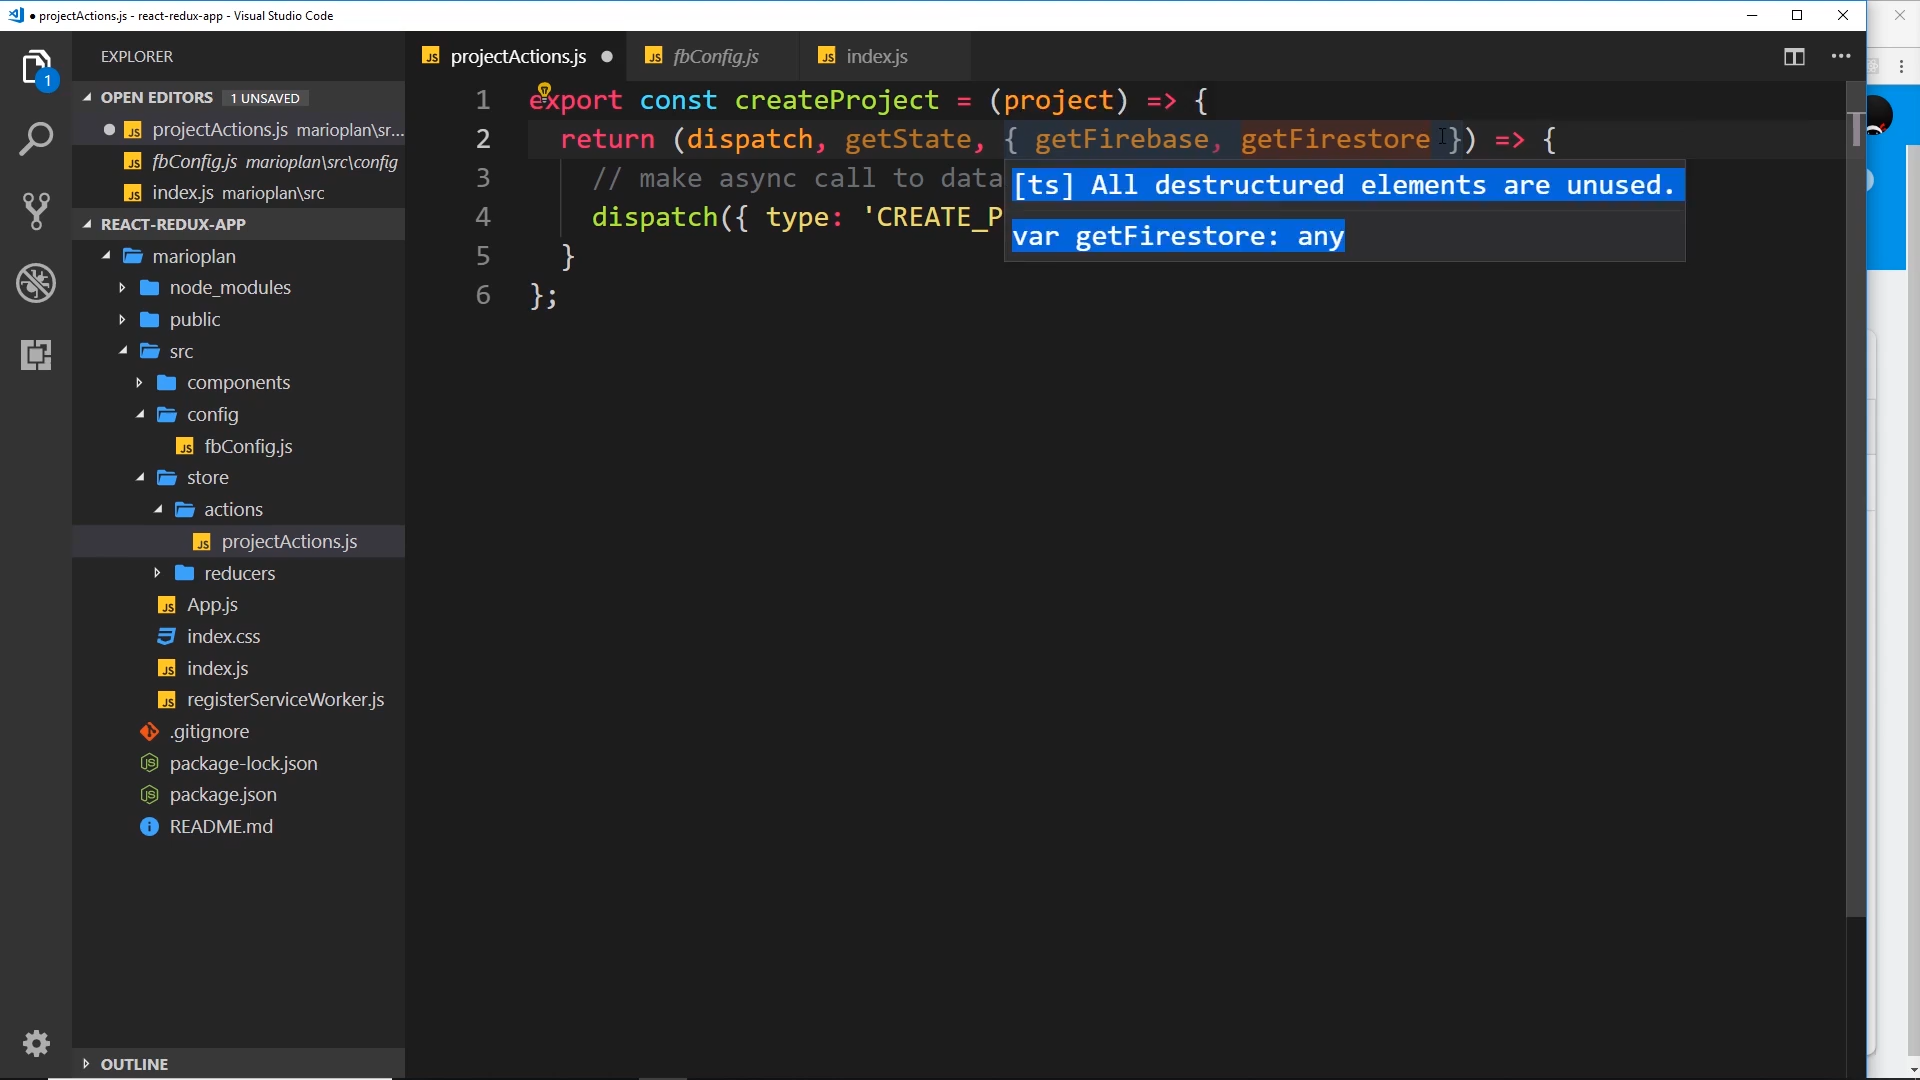 projectActions.js - react-redux-app - Visual Studio Code
EXPLORER
OPEN EDITORS 1 UNSAVED
projectActions.js marioplan\sr...
fbConfig.js marioplan\src\config
index.js marioplan\src
REACT-REDUX-APP
marioplan
node_modules
public
src
components
config
fbConfig.js
store
actions
projectActions.js
reducers
App.js
index.css
index.js
registerServiceWorker.js
.gitignore
package-lock.json
package.json
README.md
OUTLINE
1
projectActions.js
fbConfig.js
index.js
1 export const createProject = (project) => {
2 return (dispatch, getState, { getFirebase, getFirestore }) => {
3 // make async call to data
4 dispatch({ type: 'CREATE_P
5 }
6 };
[ts] All destructured elements are unused.
var getFirestore: any